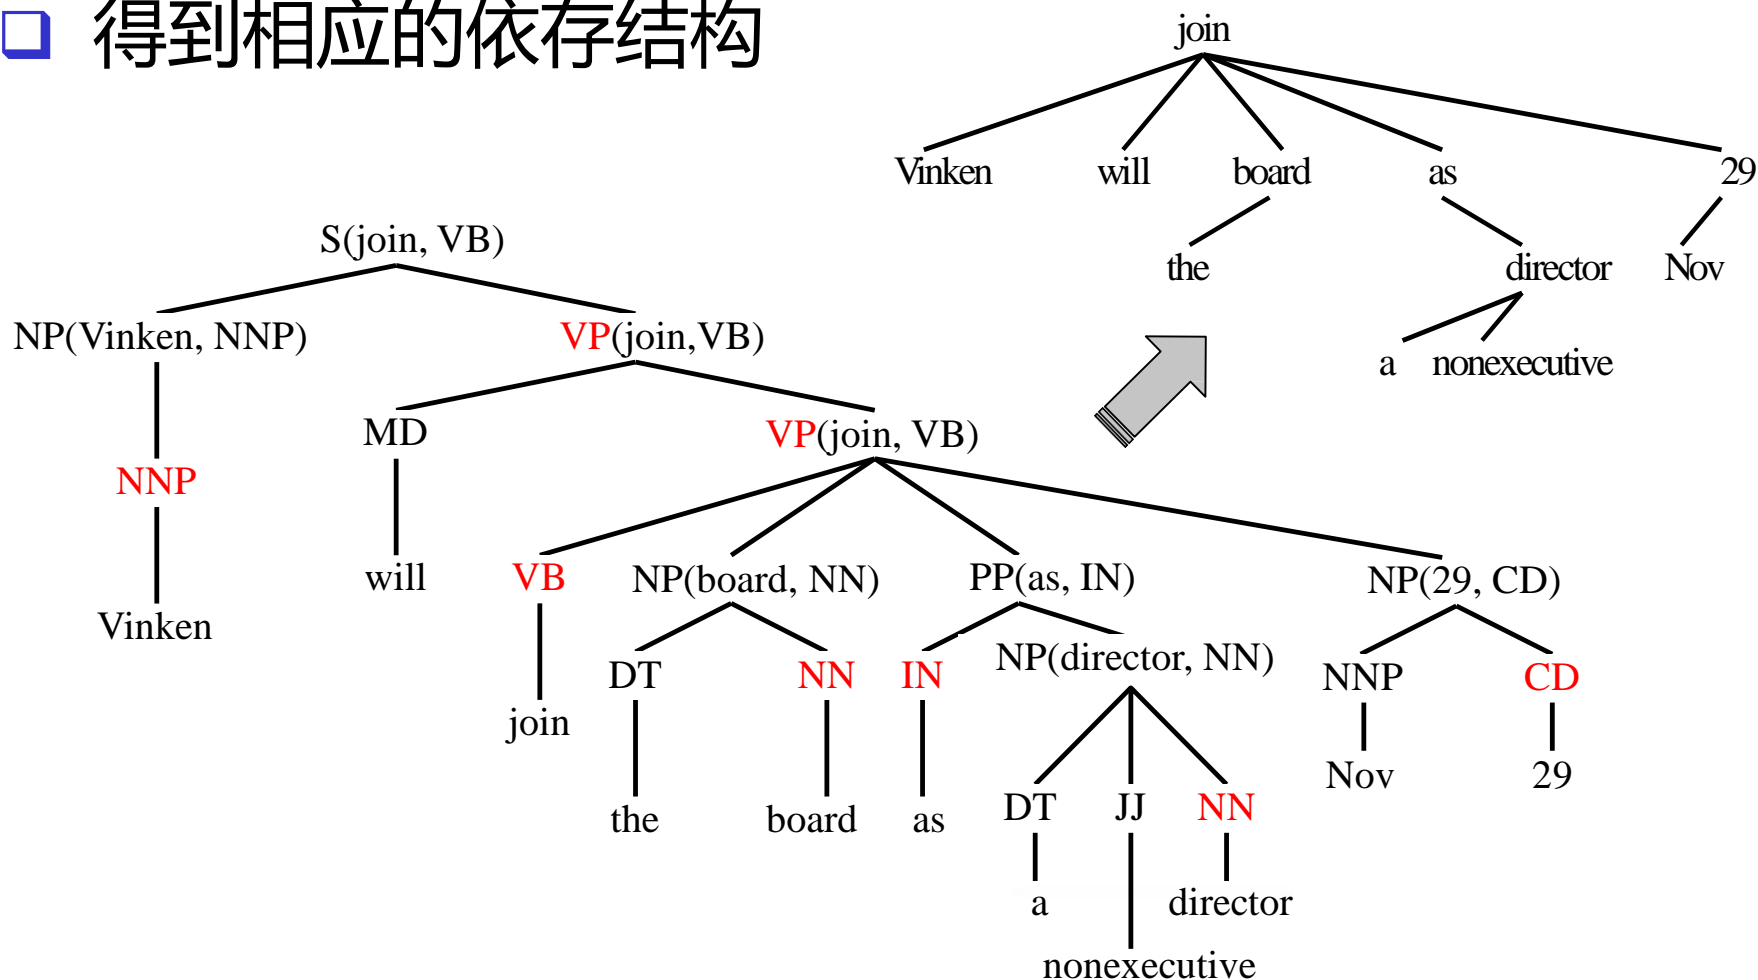 得到相应的依存结构
join
Vinken will board as 29
the director Nov
a nonexecutive
S(join, VB)
NP(Vinken, NNP) VP(join,VB)
MD VP(join, VB)
NNP
will VB NP(board, NN) PP(as, IN) NP(29, CD)
Vinken
DT NN IN NP(director, NN) NNP CD
join
Nov 29
the board as DT JJ NN
a director
nonexecutive